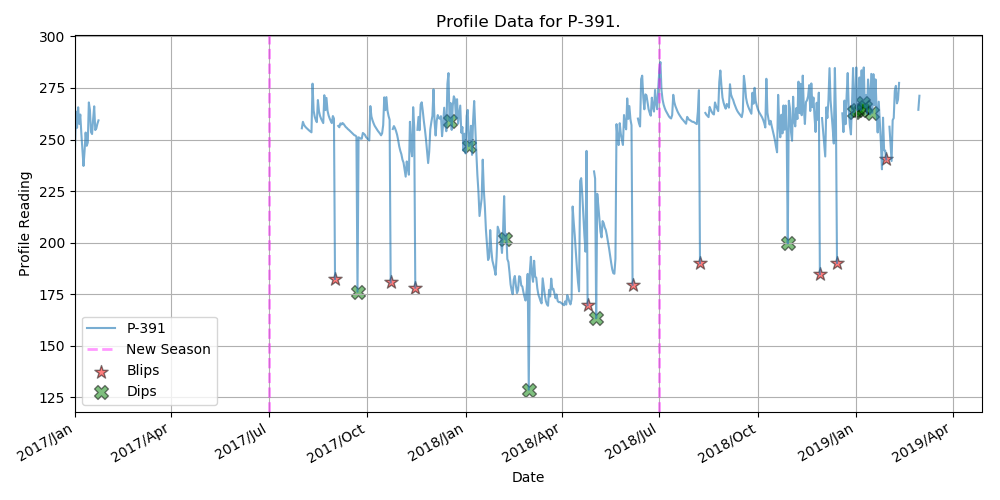 Profile Data for P-391.
Profile Reading
300
275
250
225
200
175
150
125
P-391
New Season
Blips
Dips
2017/Jan
2017/Apr
2017/Jul
2017/Oct
2018/Jan
2018/Apr
2018/Jul
2018/Oct
2019/Jan
2019/Apr
Date